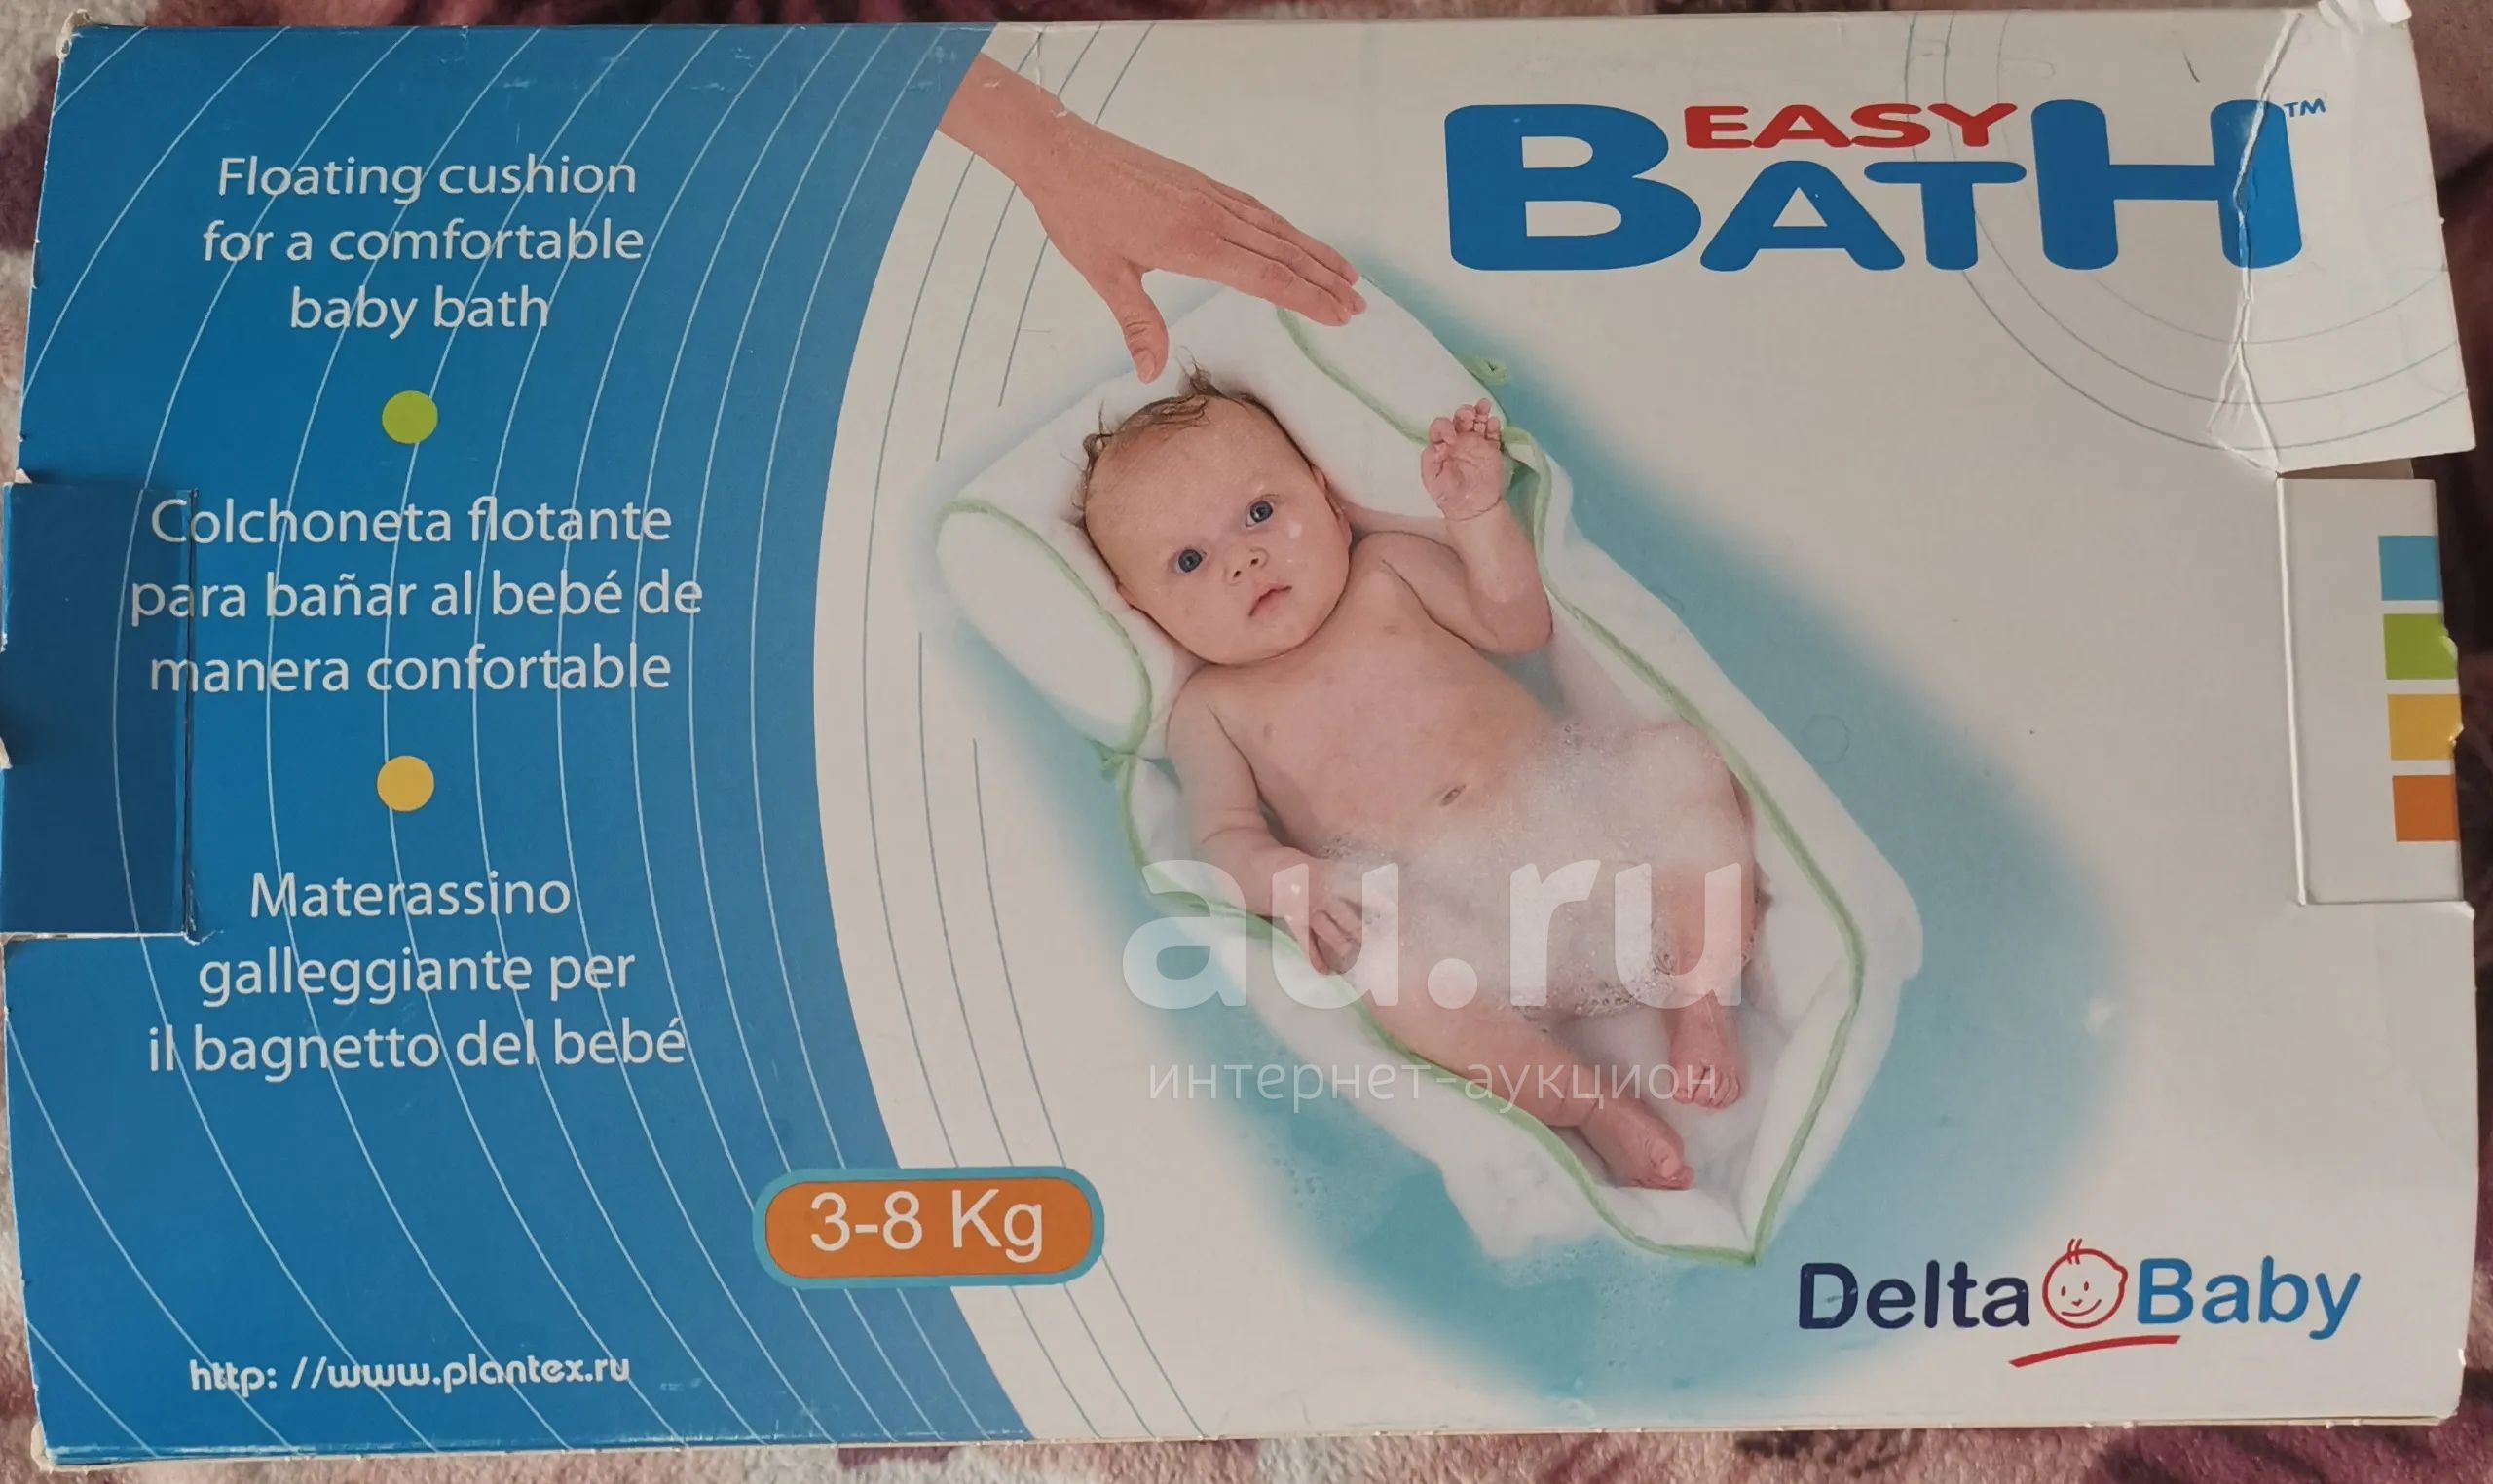 Floating cushion
for a comfortable
baby bath
Colchoneta flotante
para bañar al bebé de
manera confortable
Materassino
galleggiante per
il bagnetto del bebé
http: //www.plantex.ru
3-8 Kg
EASY
BATH™
au.ru
интернет-аукцион
Delta Baby